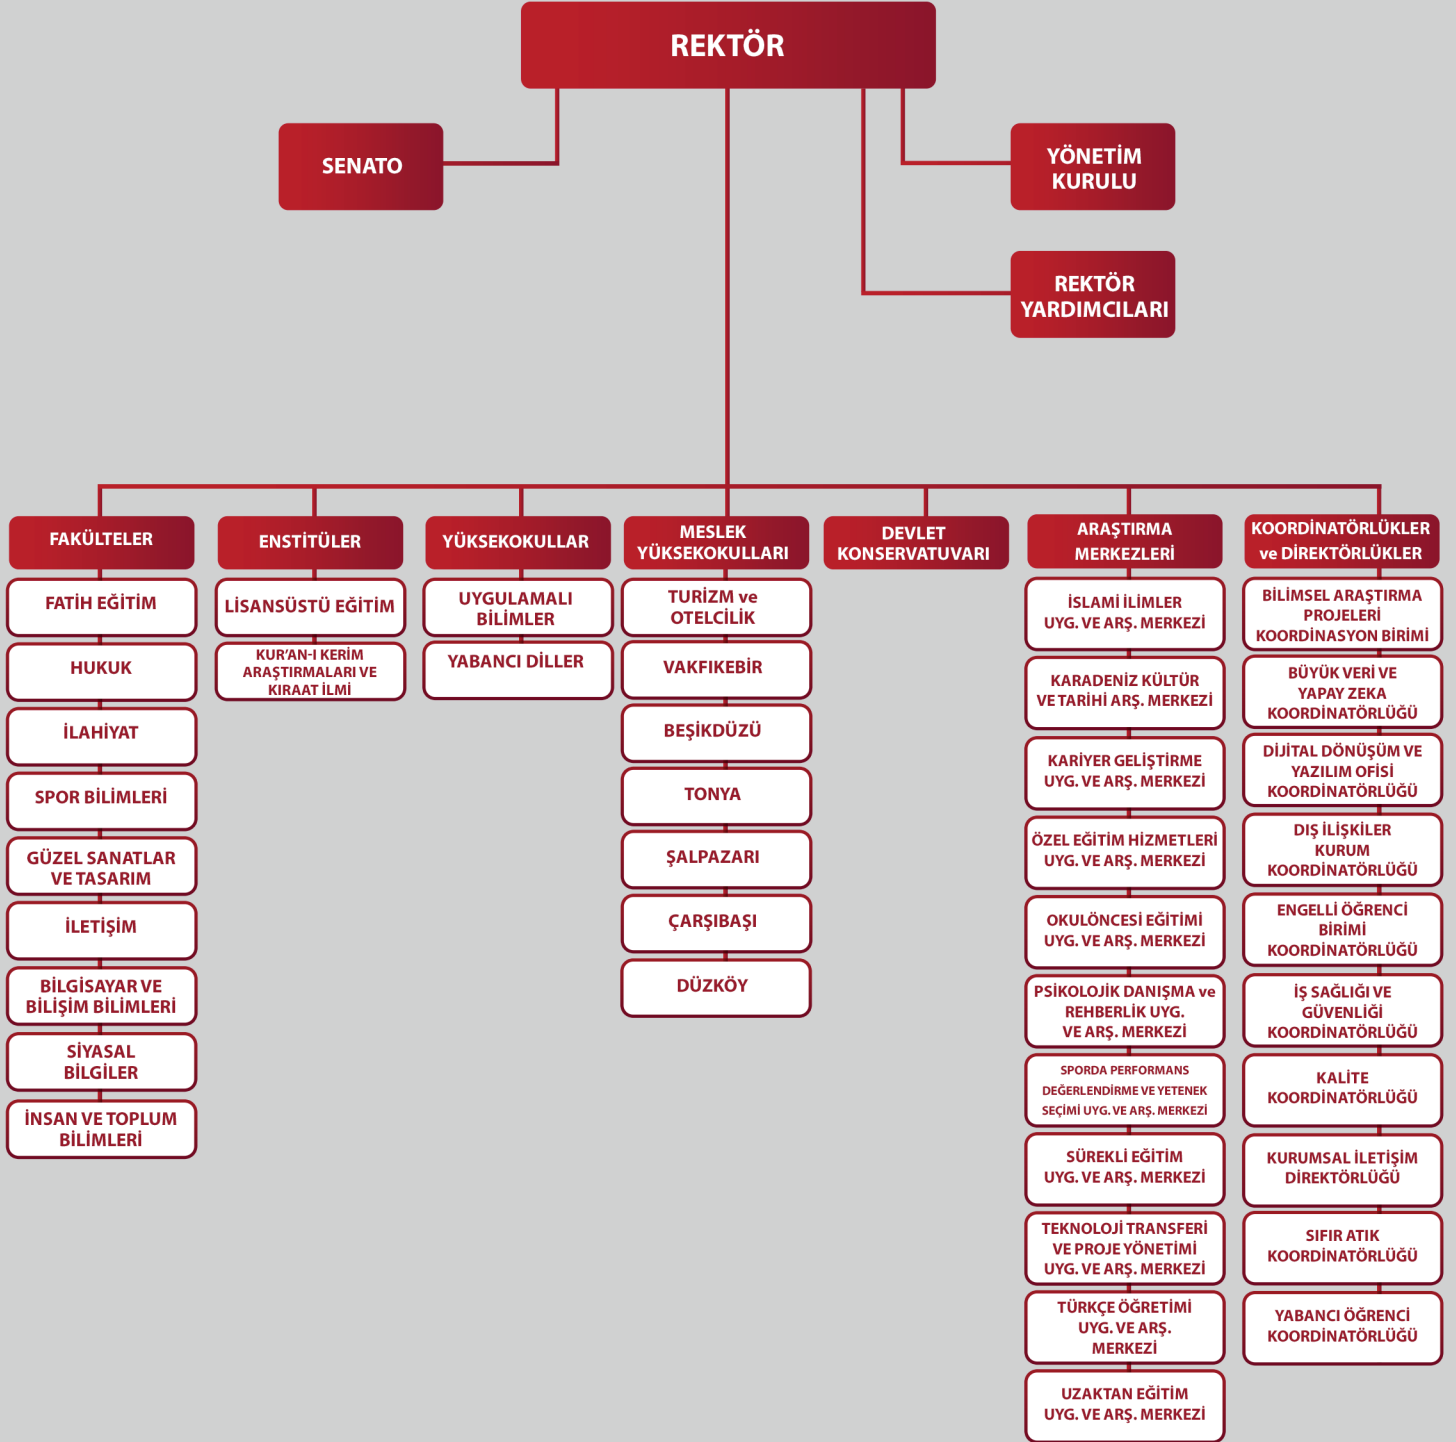 REKTÖR
SENATO
YÖNETİM
KURULU
REKTÖR
YARDIMCILARI
FAKÜLTELER
FATİH EĞİTİM
HUKUK
İLAHİYAT
SPOR BİLİMLERİ
GÜZEL SANATLAR
VE TASARIM
İLETİŞİM
BİLGİSAYAR VE
BİLİŞİM BİLİMLERİ
SİYASAL
BİLGİLER
İNSAN VE TOPLUM
BİLİMLERİ
ENSTİTÜLER
LİSANSÜSTÜ EĞİTİM
KUR'AN-I KERİM
ARAŞTIRMALARI VE
KIRAAT İLMİ
YÜKSEKOKULLAR
UYGULAMALI
BİLİMLER
YABANCI DİLLER
MESLEK
YÜKSEKOKULLARI
TURİZM ve
OTELCİLİK
VAKFIKEBİR
BEŞİKDÜZÜ
TONYA
ŞALPAZARI
ÇARŞIBAŞI
DÜZKÖY
DEVLET
KONSERVATUVARI
ARAŞTIRMA
MERKEZLERİ
İSLAMİ İLİMLER
UYG. VE ARŞ. MERKEZİ
KARADENİZ KÜLTÜR
VE TARİHİ ARŞ. MERKEZİ
KARİYER GELİŞTİRME
UYG. VE ARŞ. MERKEZİ
ÖZEL EĞİTİM HİZMETLERİ
UYG. VE ARŞ. MERKEZİ
OKULÖNCESİ EĞİTİMİ
UYG. VE ARŞ. MERKEZİ
PSİKOLOJİK DANIŞMA ve
REHBERLİK UYG.
VE ARŞ. MERKEZİ
SPORDA PERFORMANS
DEĞERLENDİRME VE YETENEK
SEÇİMİ UYG. VE ARŞ. MERKEZİ
SÜREKLİ EĞİTİM
UYG. VE ARŞ. MERKEZİ
TEKNOLOJİ TRANSFERİ
VE PROJE YÖNETİMİ
UYG. VE ARŞ. MERKEZİ
TÜRKÇE ÖĞRETİMİ
UYG. VE ARŞ.
MERKEZİ
UZAKTAN EĞİTİM
UYG. VE ARŞ. MERKEZİ
KOORDİNATÖRLÜKLER
ve DİREKTÖRLÜKLER
BİLİMSEL ARAŞTIRMA
PROJELERİ
KOORDİNASYON BİRİMİ
BÜYÜK VERİ VE
YAPAY ZEKA
KOORDİNATÖRLÜĞÜ
DİJİTAL DÖNÜŞÜM VE
YAZILIM OFİSİ
KOORDİNATÖRLÜĞÜ
DIŞ İLİŞKİLER
KURUM
KOORDİNATÖRLÜĞÜ
ENGELLİ ÖĞRENCİ
BİRİMİ
KOORDİNATÖRLÜĞÜ
İŞ SAĞLIĞI VE
GÜVENLİĞİ
KOORDİNATÖRLÜĞÜ
KALİTE
KOORDİNATÖRLÜĞÜ
KURUMSAL İLETİŞİM
DİREKTÖRLÜĞÜ
SIFIR ATIK
KOORDİNATÖRLÜĞÜ
YABANCI ÖĞRENCİ
KOORDİNATÖRLÜĞÜ